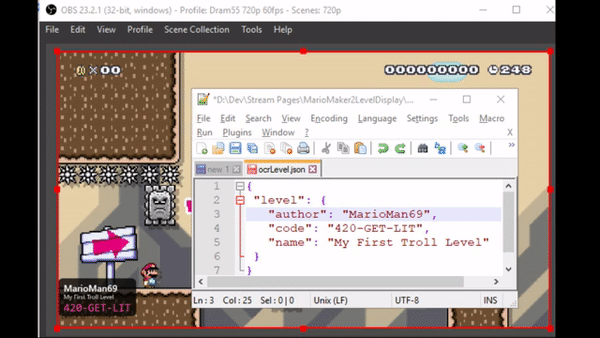 OBS 23.2.1 (32-bit, windows) - Profile: Dram55 720p 60fps - Scenes: 720p
File Edit View Profile Scene Collection Tools Help
×00
000000000 248
*D:\Dev\Stream Pages\MarioMaker2LevelDisplay\...
File Edit Search View Encoding Language Settings Tools Macro
Run Plugins Window ? X
new 1 ocrLevel.json
1 {
2 "level": {
3 "author": "MarioMan69",
4 "code": "420-GET-LIT",
5 "name": "My First Troll Level"
6 }
7 }
Ln : 3 Col : 25 Sel : 0 | 0 Unix (LF) UTF-8 INS
MarioMan69
My First Troll Level
420-GET-LIT